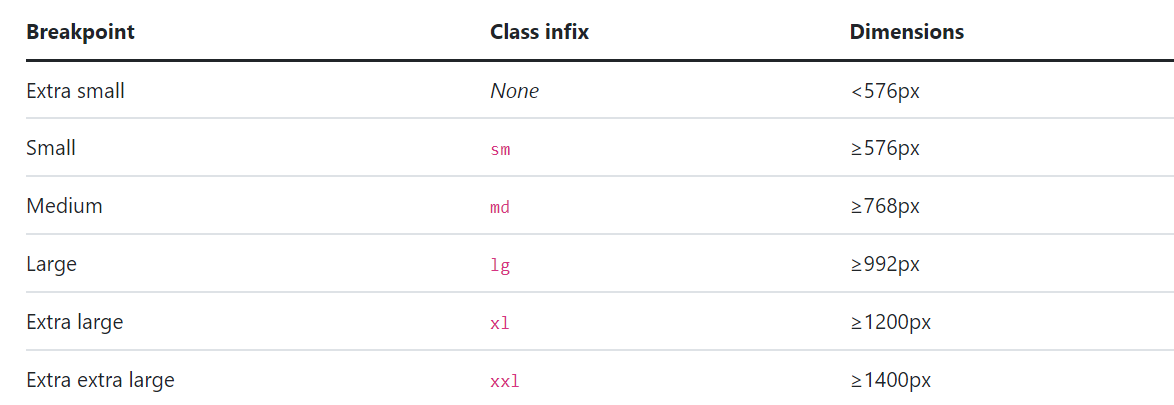 Breakpoint Class infix Dimensions
Extra small None <576px
Small sm ≥576px
Medium md ≥768px
Large lg ≥992px
Extra large xl ≥1200px
Extra extra large xxl ≥1400px